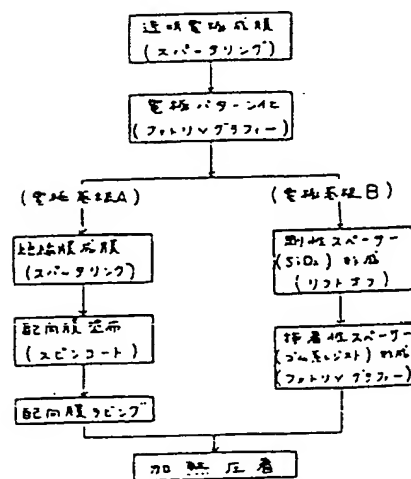 透明電極成膜
(スパータリング)
電極パターン化
(フォトリソグラフィー)
(電極基板A)
(電極基板B)
絶縁膜成膜
(スパータリング)
配向膜塗布
(スピンコート)
配向膜ラビング
剛性スペーサー
(SiO₂)形成
(リフトオフ)
接着性スペーサー
(ゴム系レジスト)形成
(フォトリソグラフィー)
加熱圧着